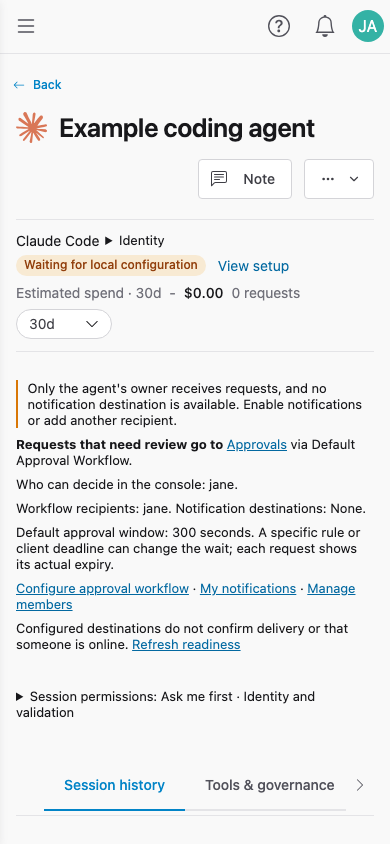 JA
← Back
Example coding agent
Note
...
Claude Code ▶ Identity
Waiting for local configuration View setup
Estimated spend · 30d - $0.00 0 requests
30d
Only the agent's owner receives requests, and no
notification destination is available. Enable notifications
or add another recipient.
Requests that need review go to Approvals via Default
Approval Workflow.
Who can decide in the console: jane.
Workflow recipients: jane. Notification destinations: None.
Default approval window: 300 seconds. A specific rule or
client deadline can change the wait; each request shows
its actual expiry.
Configure approval workflow · My notifications · Manage
members
Configured destinations do not confirm delivery or that
someone is online. Refresh readiness
▶ Session permissions: Ask me first · Identity and
validation
Session history Tools & governance